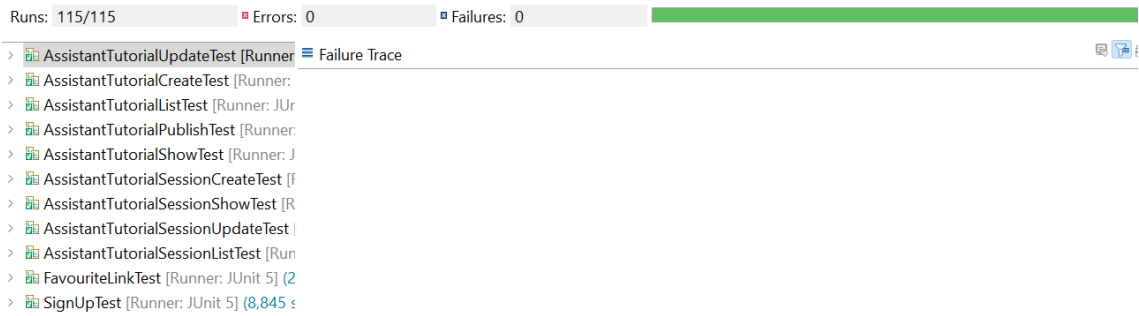 Runs: 115/115 Errors: 0 Failures: 0
AssistantTutorialUpdateTest [Runner Failure Trace
AssistantTutorialCreateTest [Runner:
AssistantTutorialListTest [Runner: JUr
AssistantTutorialPublishTest [Runner:
AssistantTutorialShowTest [Runner: J
AssistantTutorialSessionCreateTest [F
AssistantTutorialSessionShowTest [R
AssistantTutorialSessionUpdateTest [
AssistantTutorialSessionListTest [Run
FavouriteLinkTest [Runner: JUnit 5] (2
SignUpTest [Runner: JUnit 5] (8,845 s